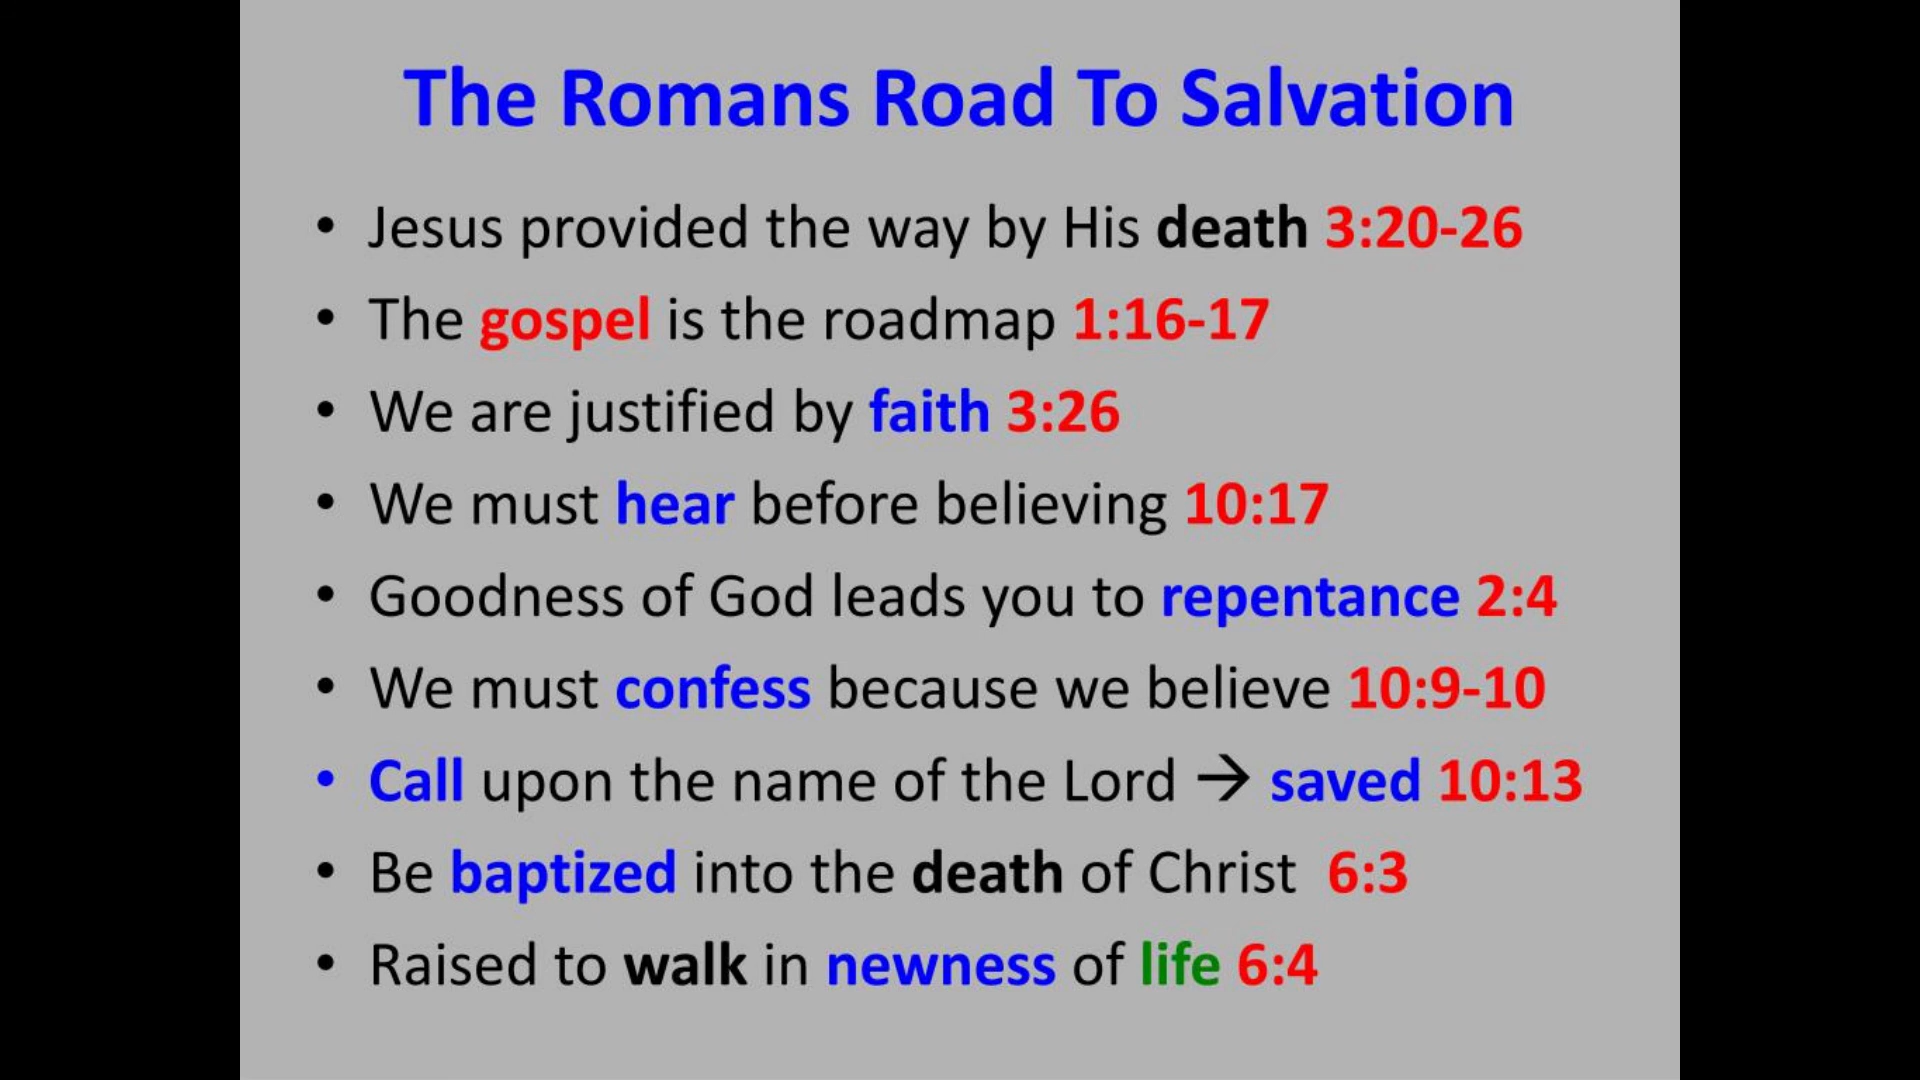 The Romans Road To Salvation
• Jesus provided the way by His death 3:20-26
• The gospel is the roadmap 1:16-17
• We are justified by faith 3:26
• We must hear before believing 10:17
• Goodness of God leads you to repentance 2:4
• We must confess because we believe 10:9-10
• Call upon the name of the Lord → saved 10:13
• Be baptized into the death of Christ 6:3
• Raised to walk in newness of life 6:4